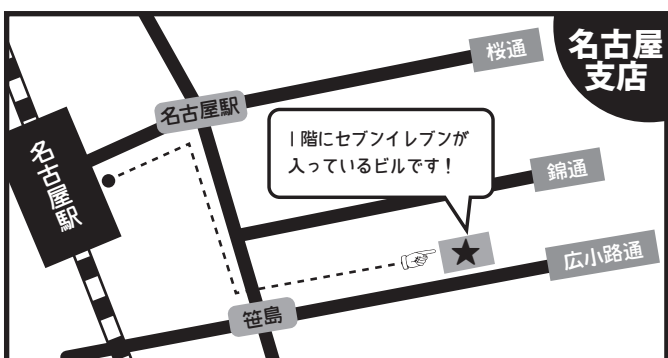 名古屋
支店
桜通
名古屋駅
名古屋駅
1階にセブンイレブンが
入っているビルです！
錦通
広小路通
笹島